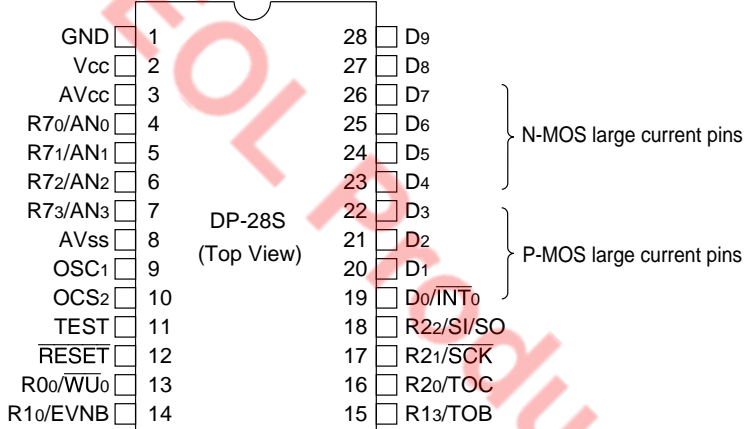 GND 1 28 D9
Vcc 2 27 D8
AVcc 3 26 D7
R70/AN0 4 25 D6
R71/AN1 5 24 D5
R72/AN2 6 23 D4
R73/AN3 7 22 D3
AVss 8 21 D2
OSC1 9 20 D1
OCS2 10 19 D0/INT0
TEST 11 18 R22/SI/SO
RESET 12 17 R21/SCK
R00/WU0 13 16 R20/TOC
R10/EVNB 14 15 R13/TOB
DP-28S
(Top View)
N-MOS large current pins
P-MOS large current pins
EOL Produ